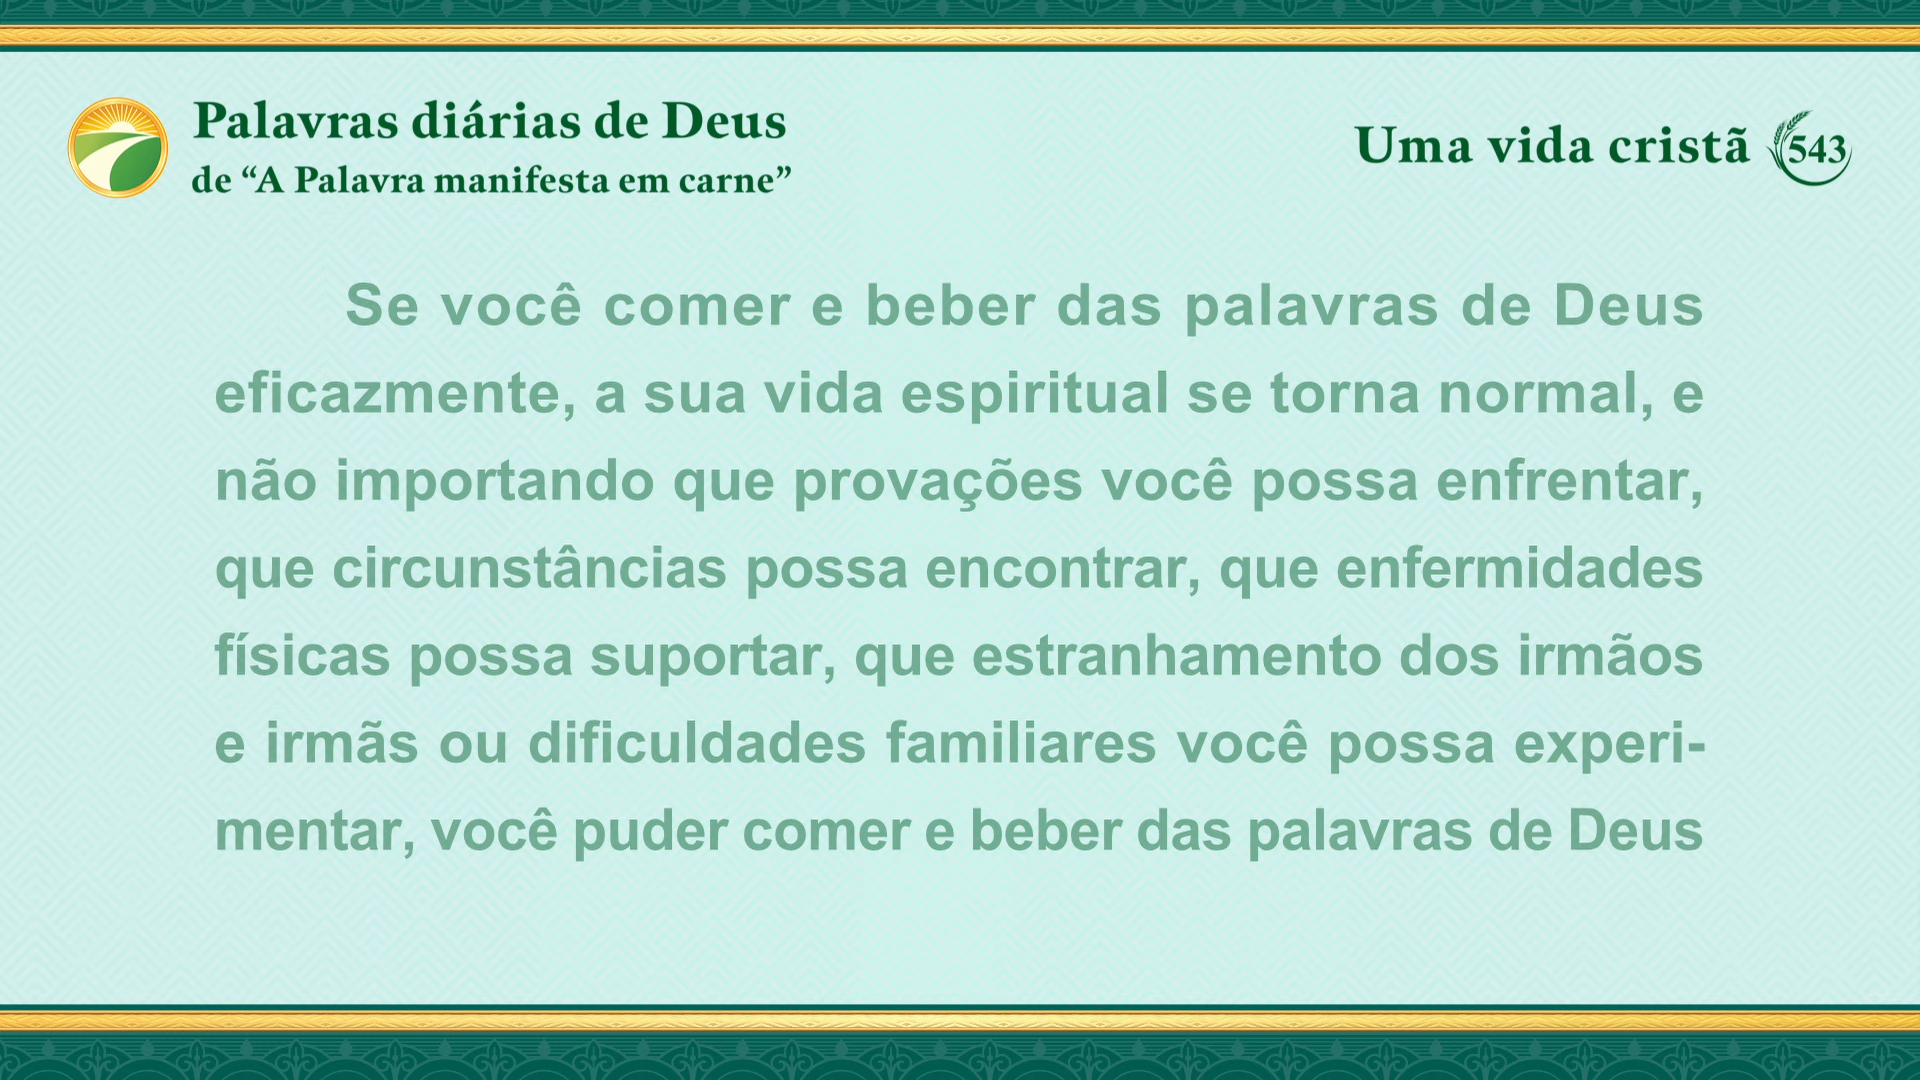 Palavras diárias de Deus
de “A Palavra manifesta em carne”
Uma vida cristã 543
Se você comer e beber das palavras de Deus
eficazmente, a sua vida espiritual se torna normal, e
não importando que provações você possa enfrentar,
que circunstâncias possa encontrar, que enfermidades
físicas possa suportar, que estranhamento dos irmãos
e irmãs ou dificuldades familiares você possa experi-
mentar, você puder comer e beber das palavras de Deus